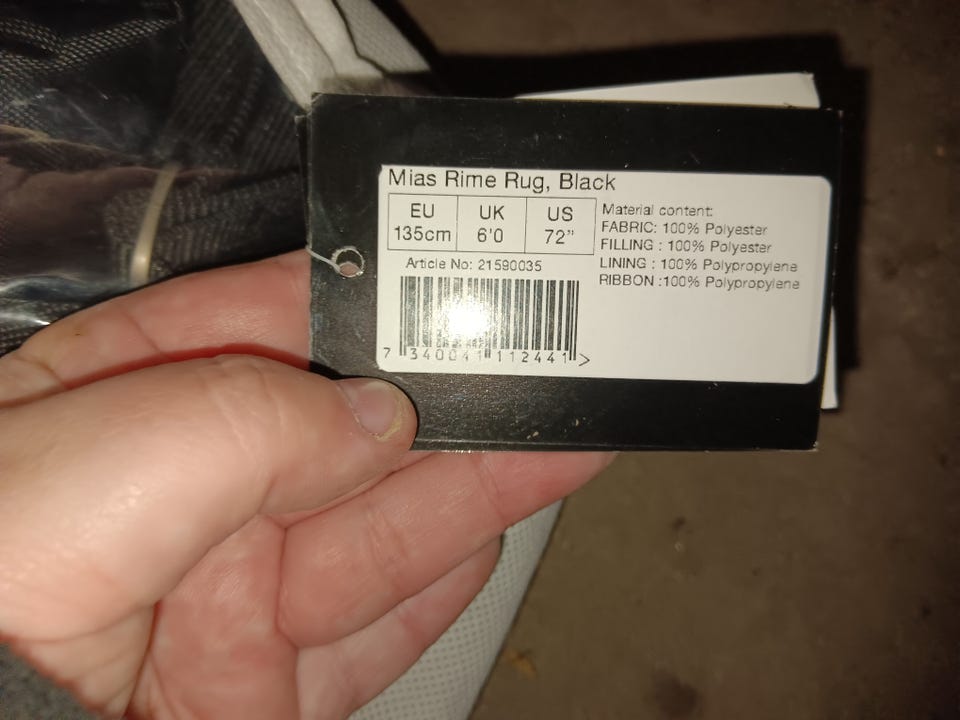 Mias Rime Rug, Black
EU UK US
135cm 6'0 72"
Article No: 21590035
7 340041 112441 >
Material content:
FABRIC: 100% Polyester
FILLING : 100% Polyester
LINING : 100% Polypropylene
RIBBON :100% Polypropylene